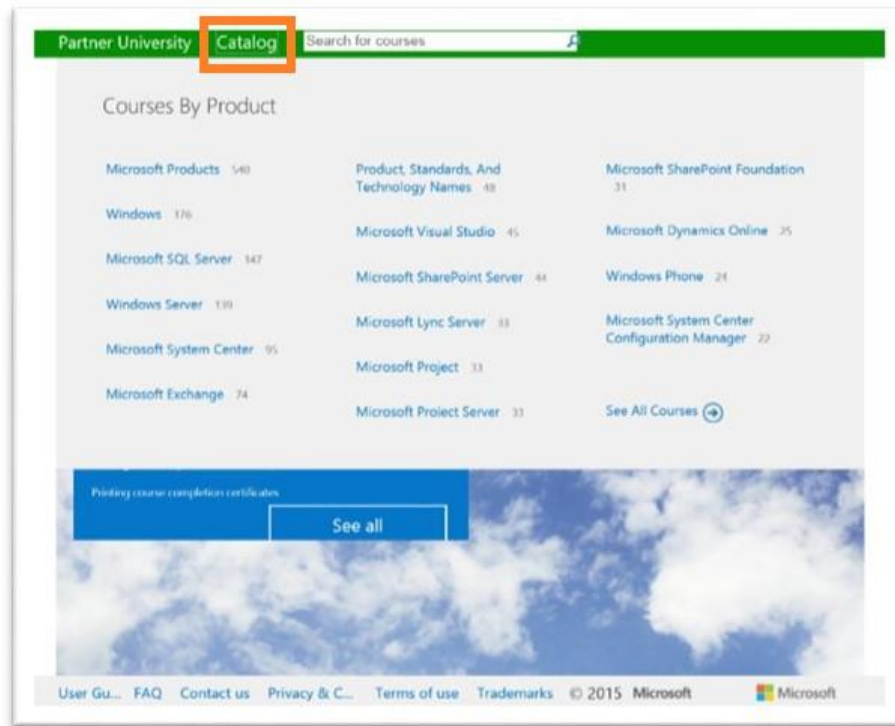 Partner University Catalog Search for courses
Courses By Product
Microsoft Products 540
Windows 176
Microsoft SQL Server 147
Windows Server 139
Microsoft System Center 95
Microsoft Exchange 74
Product, Standards, And
Technology Names 48
Microsoft Visual Studio 45
Microsoft SharePoint Server 44
Microsoft Lync Server 33
Microsoft Project 33
Microsoft Project Server 33
Microsoft SharePoint Foundation
31
Microsoft Dynamics Online 25
Windows Phone 24
Microsoft System Center
Configuration Manager 22
See All Courses
Printing course completion certificates
See all
User Gu... FAQ Contact us Privacy & C... Terms of use Trademarks © 2015 Microsoft Microsoft